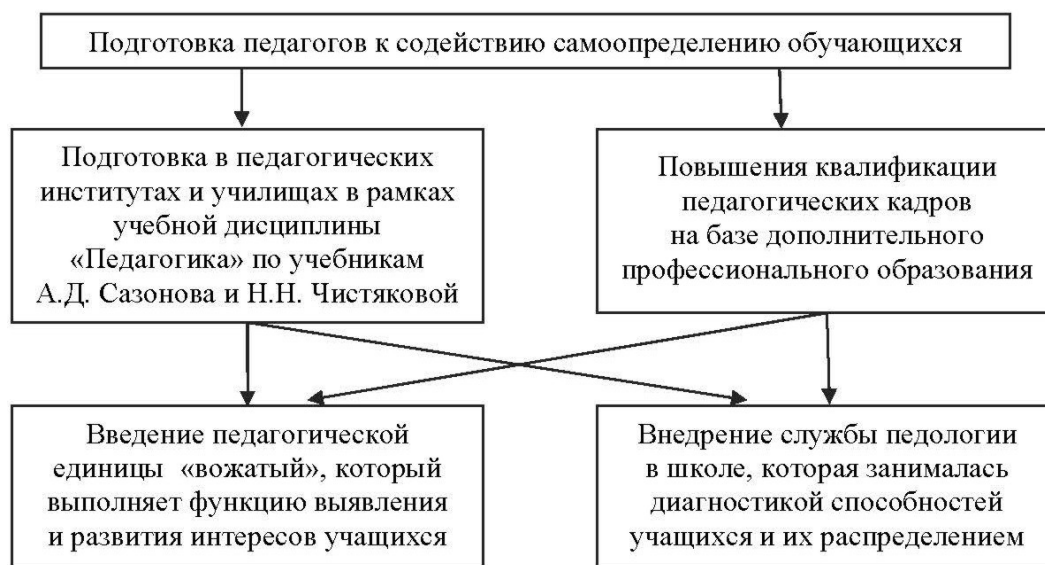 Подготовка педагогов к содействию самоопределению обучающихся
Подготовка в педагогических
институтах и училищах в рамках
учебной дисциплины
«Педагогика» по учебникам
А.Д. Сазонова и Н.Н. Чистяковой
Повышения квалификации
педагогических кадров
на базе дополнительного
профессионального образования
Введение педагогической
единицы «вожатый», который
выполняет функцию выявления
и развития интересов учащихся
Внедрение службы педологии
в школе, которая занималась
диагностикой способностей
учащихся и их распределением